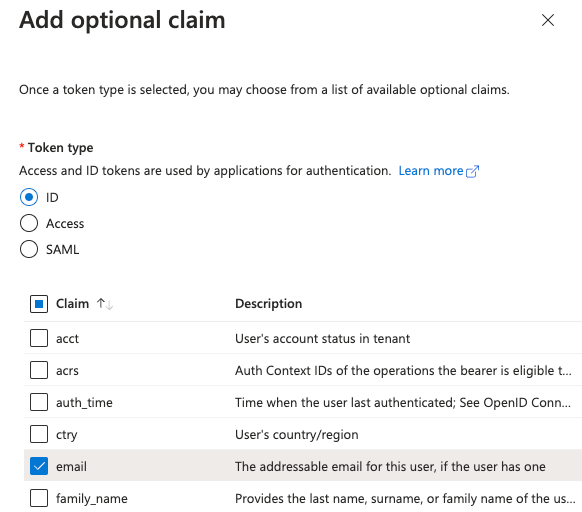 Add optional claim
Once a token type is selected, you may choose from a list of available optional claims.
* Token type
Access and ID tokens are used by applications for authentication. Learn more
ID
Access
SAML
Claim ↑↓ Description
acct User's account status in tenant
acrs Auth Context IDs of the operations the bearer is eligible t...
auth_time Time when the user last authenticated; See OpenID Conn...
ctry User's country/region
email The addressable email for this user, if the user has one
family_name Provides the last name, surname, or family name of the us...